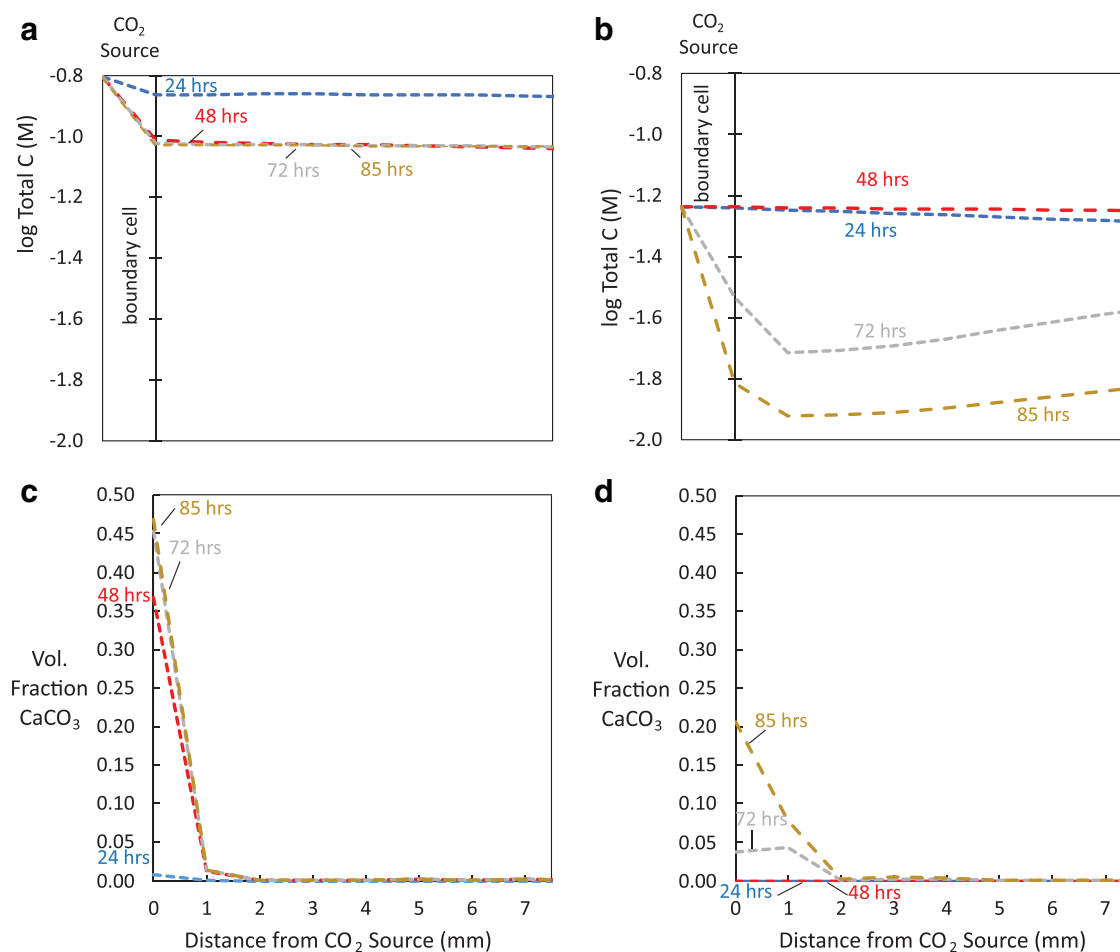 a
CO2
Source
-0.8
-1.0
-1.2
-1.4
-1.6
-1.8
-2.0
log Total C (M)
boundary cell
24 hrs
48 hrs
72 hrs
85 hrs
b
CO2
Source
-0.8
-1.0
-1.2
-1.4
-1.6
-1.8
-2.0
log Total C (M)
boundary cell
48 hrs
24 hrs
72 hrs
85 hrs
c
0.50
0.45
0.40
0.35
0.30
0.25
0.20
0.15
0.10
0.05
0.00
Vol.
Fraction
CaCO3
85 hrs
72 hrs
48 hrs
24 hrs
0 1 2 3 4 5 6 7
Distance from CO2 Source (mm)
d
0.50
0.45
0.40
0.35
0.30
0.25
0.20
0.15
0.10
0.05
0.00
Vol.
Fraction
CaCO3
85 hrs
72 hrs
24 hrs
48 hrs
0 1 2 3 4 5 6 7
Distance from CO2 Source (mm)